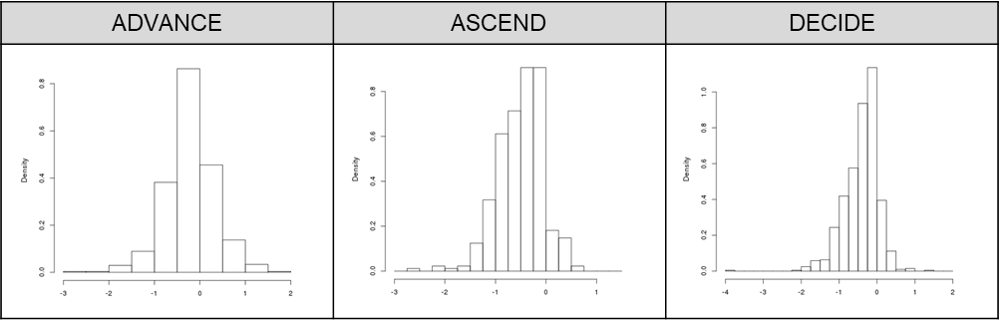 ADVANCE ASCEND DECIDE
Density
0.0 0.2 0.4 0.6 0.8
-3 -2 -1 0 1 2
Density
0.0 0.2 0.4 0.6 0.8
-3 -2 -1 0 1
Density
0.0 0.2 0.4 0.6 0.8 1.0
-4 -3 -2 -1 0 1 2